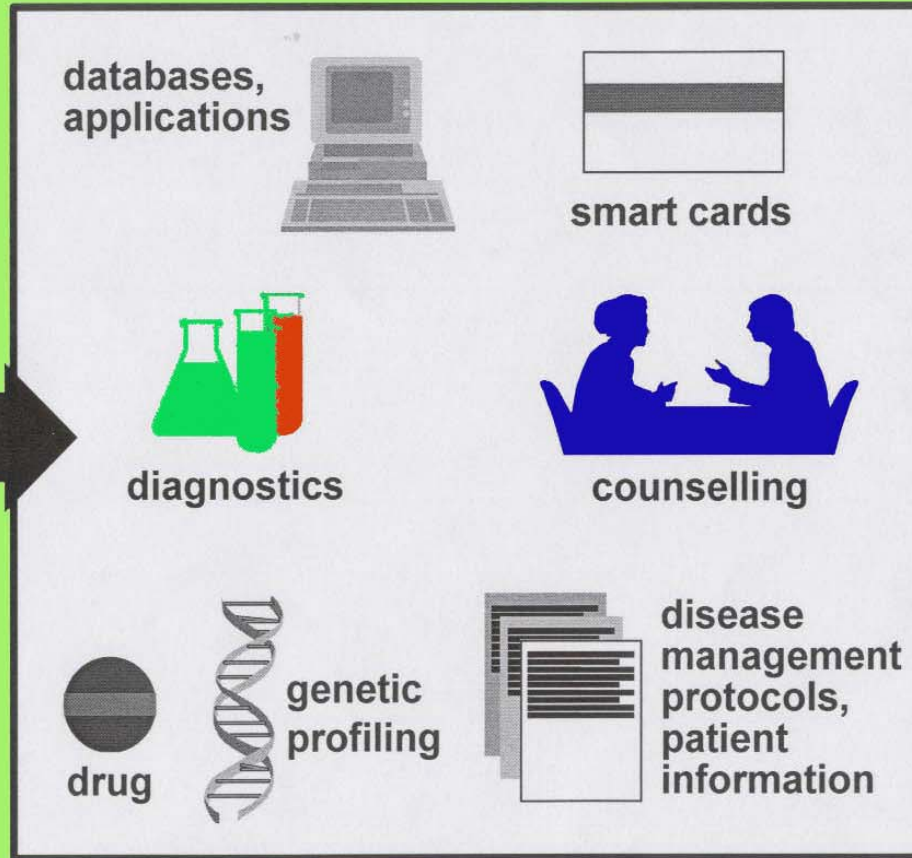 databases,
applications
smart cards
diagnostics
counselling
drug
genetic
profiling
disease
management
protocols,
patient
information